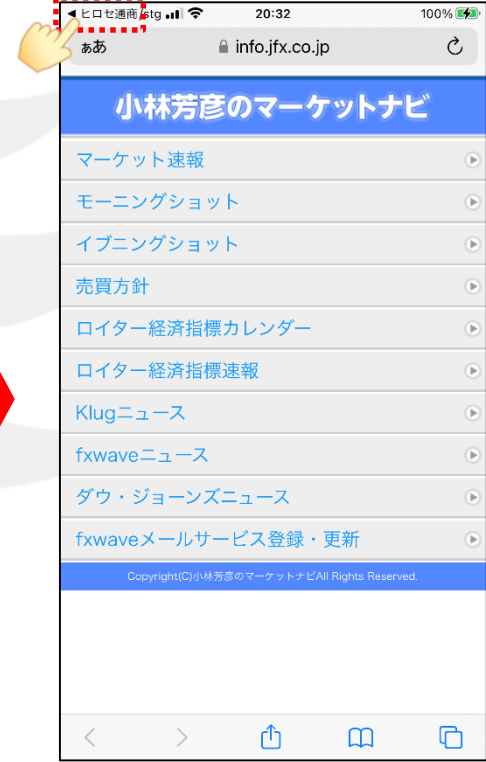 ◀ヒロセ通商/stg 20:32 100%
ぁあ info.jfx.co.jp
小林芳彦のマーケットナビ
マーケット速報
モーニングショット
イブニングショット
売買方針
ロイター経済指標カレンダー
ロイター経済指標速報
Klugニュース
fxwaveニュース
ダウ・ジョーンズニュース
fxwaveメールサービス登録・更新
Copyright(C)小林芳彦のマーケットナビAll Rights Reserved.